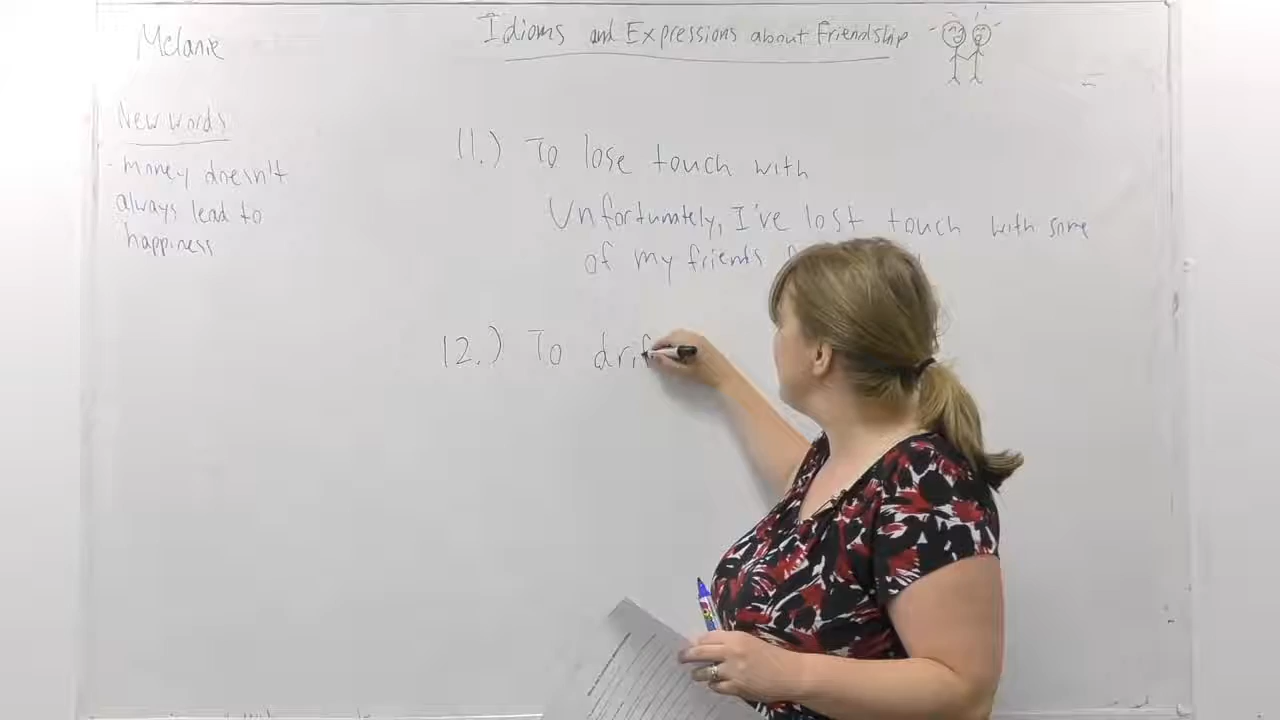 Melanie
Idioms and Expressions about Friendship
New words
- money doesn't
always lead to
happiness
11.) To lose touch with
Unfortunately, I've lost touch with some
of my friends
12.) To drif